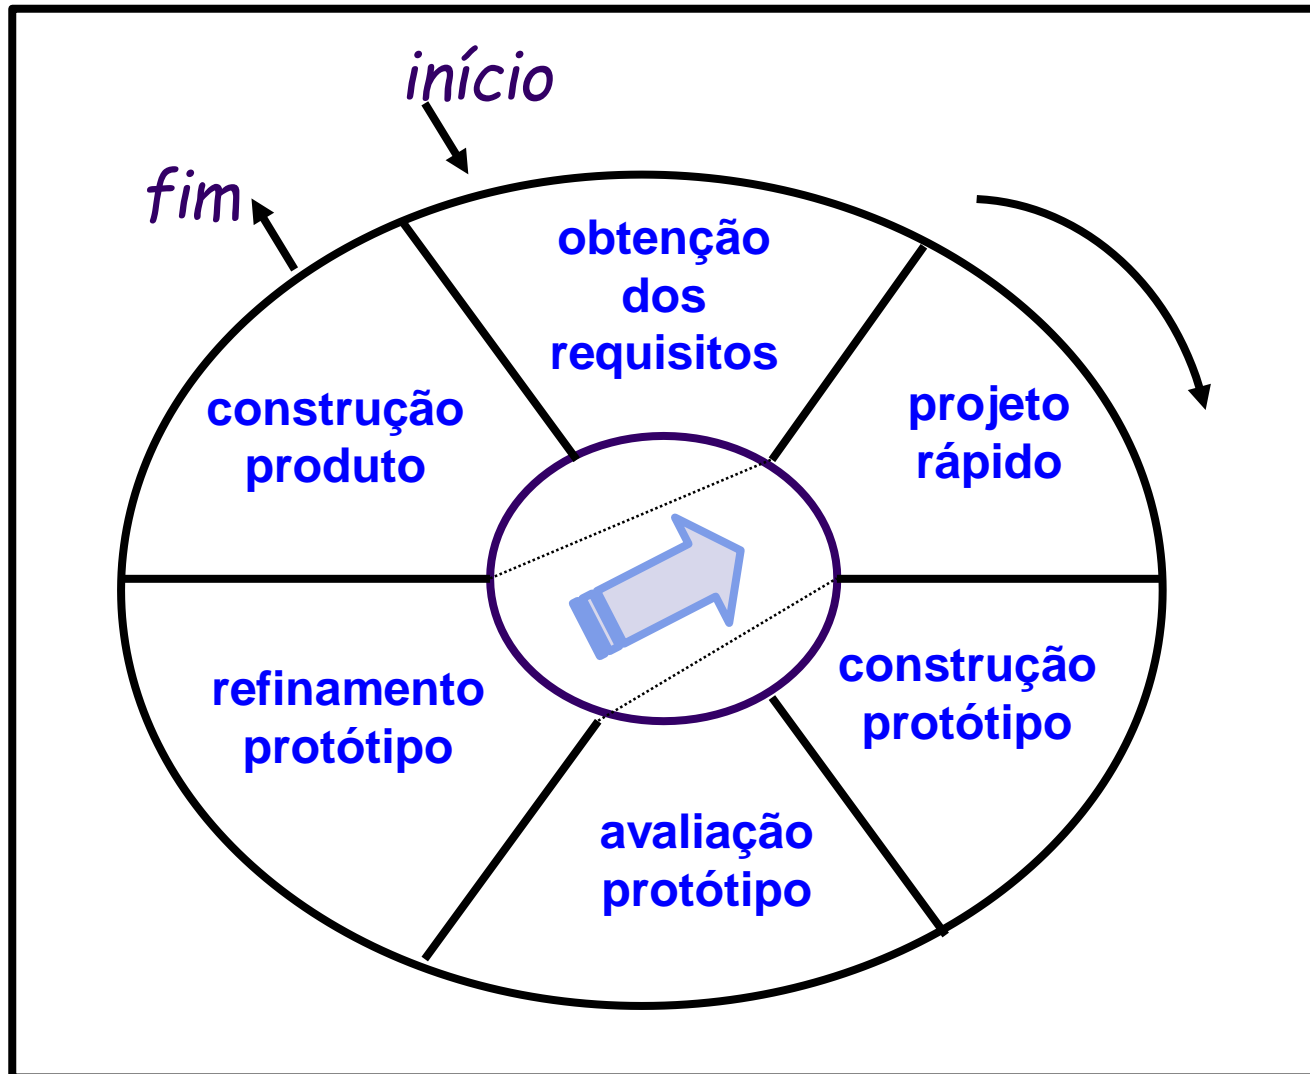 início
fim
obtenção
dos
requisitos
projeto
rápido
construção
protótipo
avaliação
protótipo
refinamento
protótipo
construção
produto